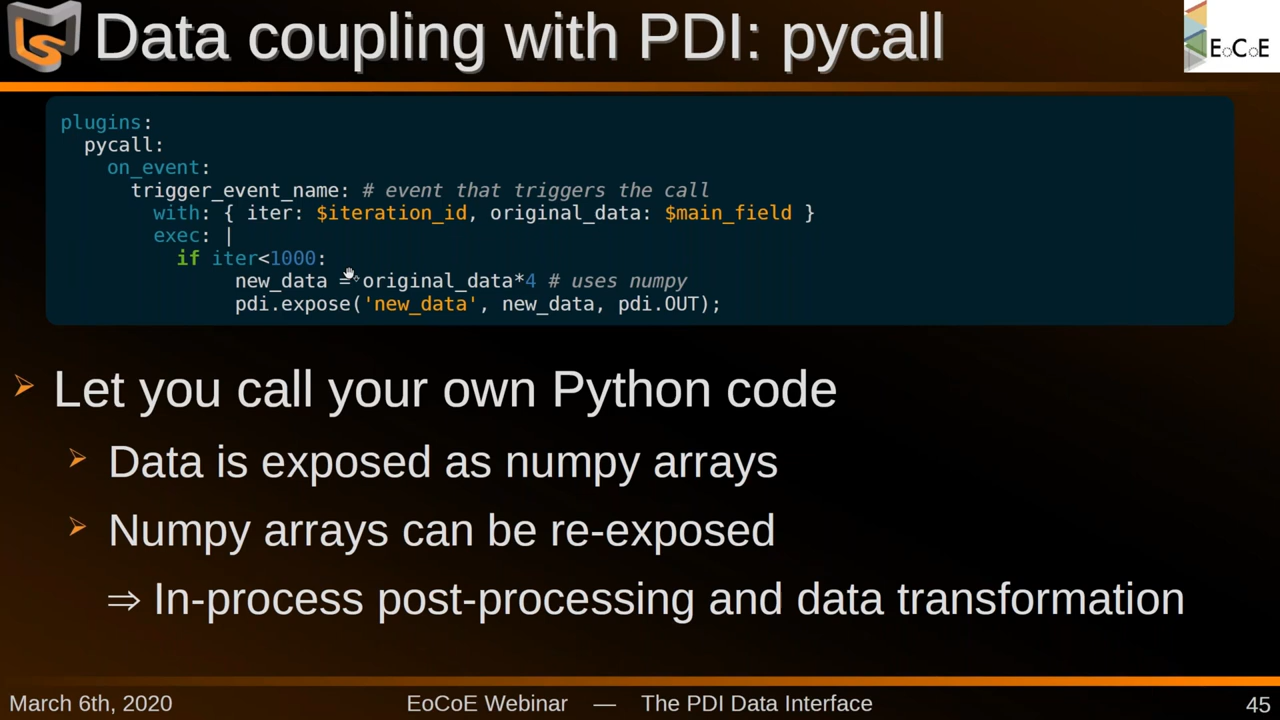 Data coupling with PDI: pycall
EoCoE
plugins:
pycall:
on_event:
trigger_event_name: # event that triggers the call
with: { iter: $iteration_id, original_data: $main_field }
exec: |
if iter<1000:
new_data = original_data*4 # uses numpy
pdi.expose('new_data', new_data, pdi.OUT);
Let you call your own Python code
Data is exposed as numpy arrays
Numpy arrays can be re-exposed
⇒ In-process post-processing and data transformation
March 6th, 2020 EoCoE Webinar — The PDI Data Interface 45